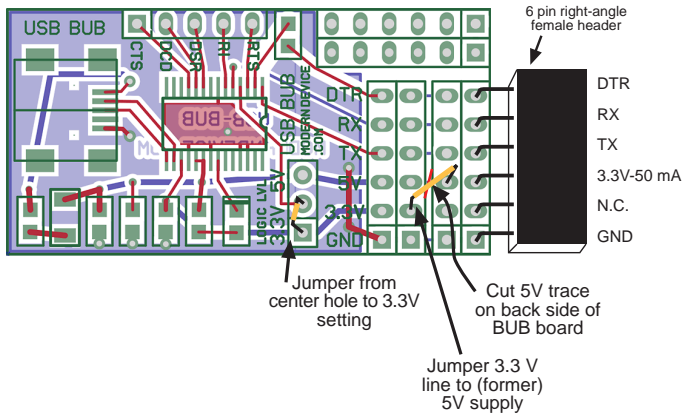 6 pin right-angle
female header
USB BUB
CTS
DCD
DSR
RI
RTS
USB BUB
MODERNDEVICE
.COM
BB-BUB
LOGIC LVL
5V
3.3V
DTR
RX
TX
5V
3.3V
GND
DTR
RX
TX
3.3V-50 mA
N.C.
GND
Jumper from
center hole to 3.3V
setting
Cut 5V trace
on back side of
BUB board
Jumper 3.3 V
line to (former)
5V supply